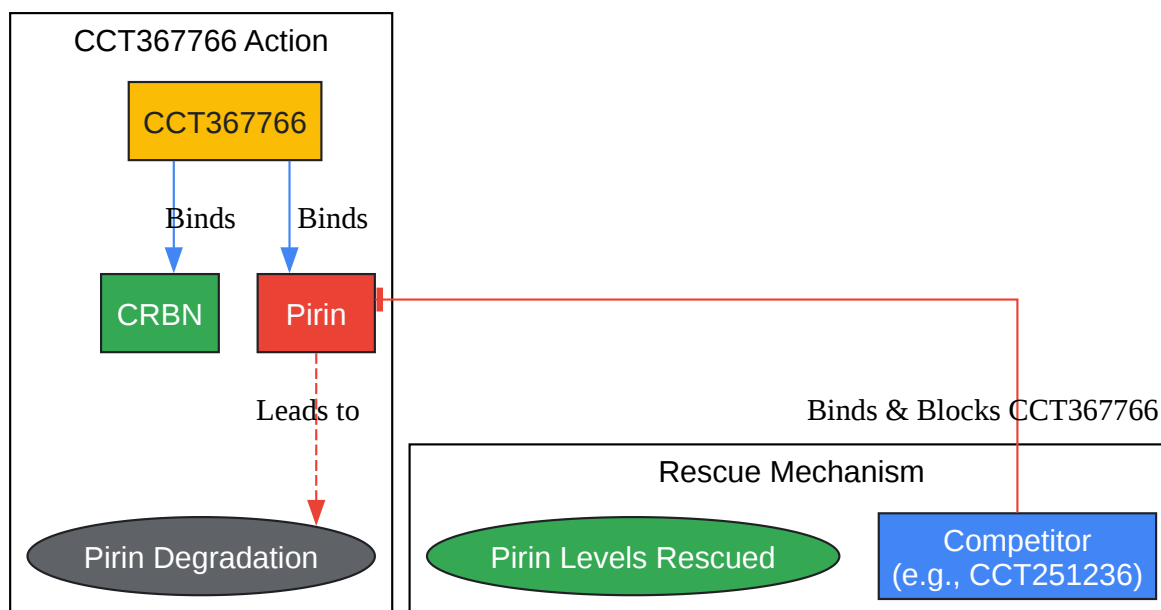 CCT367766 Action
CCT367766
Binds
Binds
CRBN
Pirin
Leads to
Binds & Blocks CCT367766
Rescue Mechanism
Pirin Degradation
Pirin Levels Rescued
Competitor
(e.g., CCT251236)